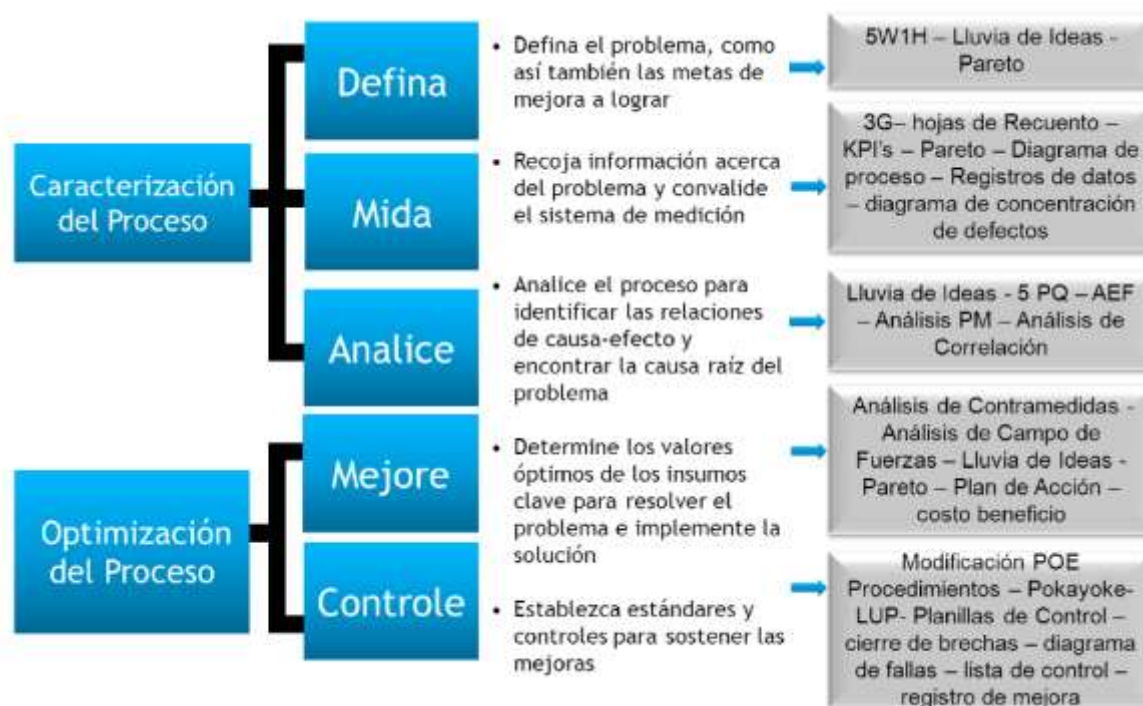 Caracterización
del Proceso
Defina
• Defina el problema, como
así también las metas de
mejora a lograr
5W1H – Lluvia de Ideas -
Pareto
Mida
• Recoja información acerca
del problema y convalide
el sistema de medición
3G– hojas de Recuento –
KPI's – Pareto – Diagrama de
proceso – Registros de datos
– diagrama de concentración
de defectos
Analice
• Analice el proceso para
identificar las relaciones
de causa-efecto y
encontrar la causa raíz del
problema
Lluvia de Ideas - 5 PQ – AEF
– Análisis PM – Análisis de
Correlación
Optimización
del Proceso
Mejore
• Determine los valores
óptimos de los insumos
clave para resolver el
problema e implemente la
solución
Análisis de Contramedidas -
Análisis de Campo de
Fuerzas – Lluvia de Ideas -
Pareto – Plan de Acción –
costo beneficio
Controle
• Establezca estándares y
controles para sostener las
mejoras
Modificación POE
Procedimientos – Pokayoke-
LUP- Planillas de Control –
cierre de brechas – diagrama
de fallas – lista de control –
registro de mejora